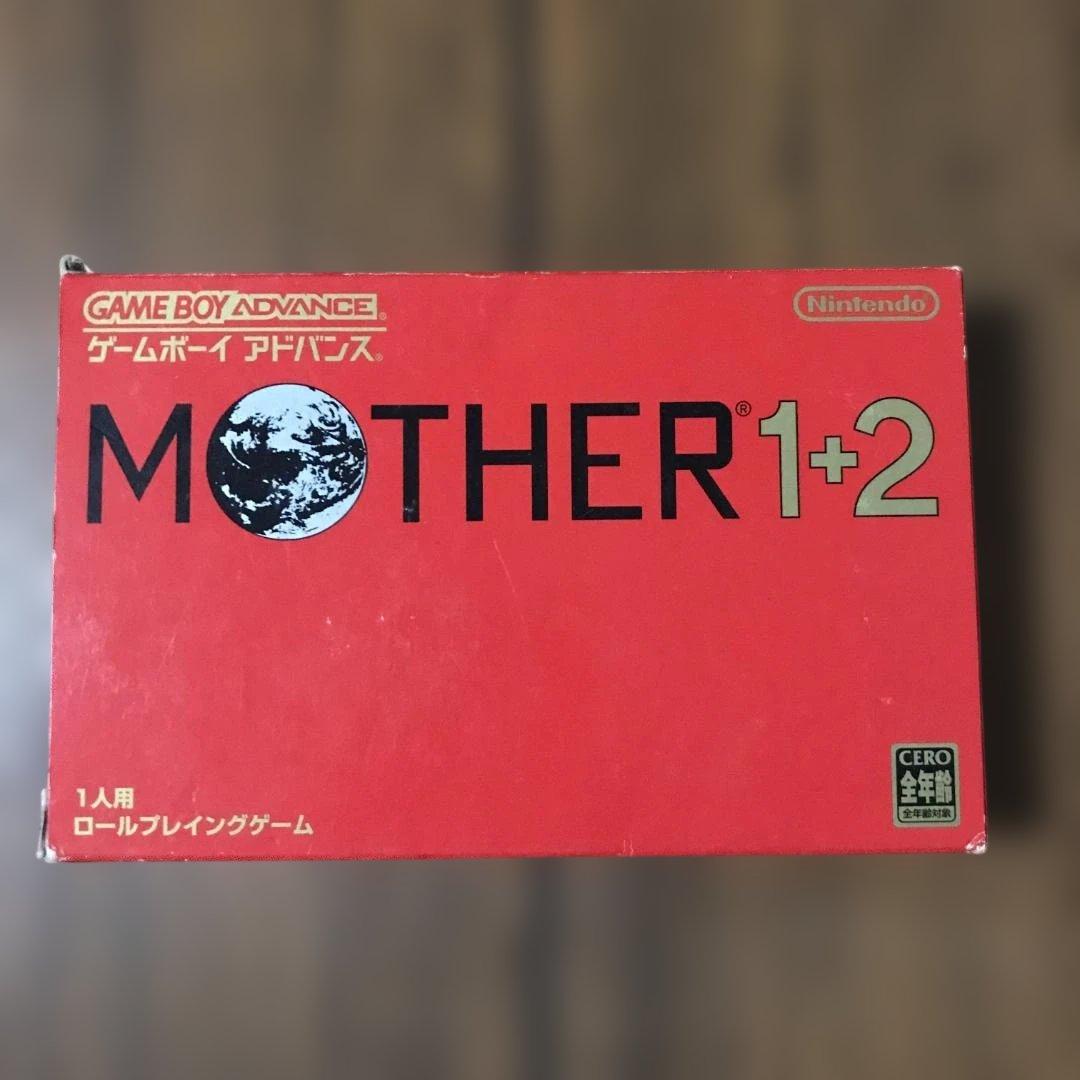 GAME BOY ADVANCE®
Nintendo®
ゲームボーイ アドバンス®
MOTHER® 1+2
1人用
ロールプレイングゲーム
CERO
全年齢
全年齢対象